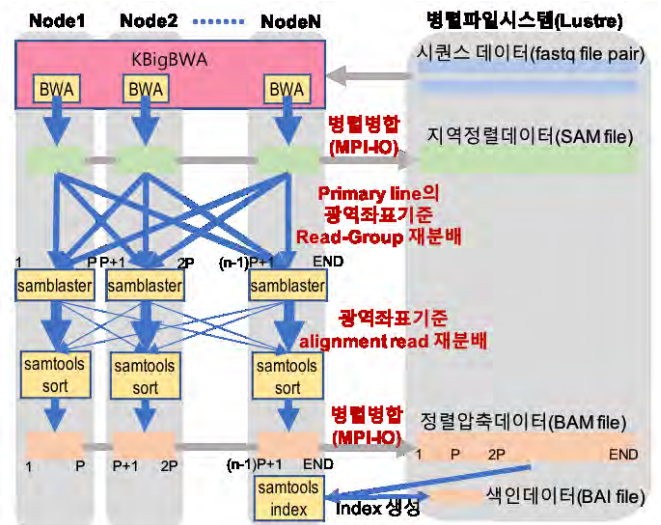 Node1 Node2 ........ NodeN 병렬파일시스템(Lustre)
KBigBWA
시퀀스 데이터(fastq file pair)
BWA BWA BWA
병렬병합
(MPI-IO)
지역정렬데이터(SAM file)
Primary line의
광역좌표기준
Read-Group 재분배
1 P P+1 2P (n-1)P+1 END
samblaster samblaster samblaster
광역좌표기준
alignment read 재분배
samtools
sort
samtools
sort
samtools
sort
병렬병합
(MPI-IO)
정렬압축데이터(BAM file)
1 P 2P END
1 P P+1 2P (n-1)P+1 END
samtools
index
Index 생성
색인데이터(BAI file)